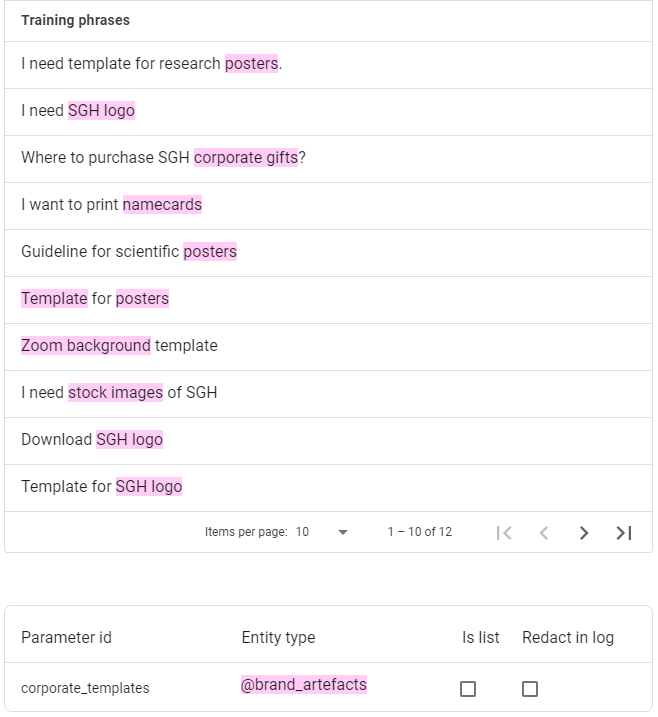 Training phrases
I need template for research posters.
I need SGH logo
Where to purchase SGH corporate gifts?
I want to print namecards
Guideline for scientific posters
Template for posters
Zoom background template
I need stock images of SGH
Download SGH logo
Template for SGH logo
Items per page: 10 1 – 10 of 12
Parameter id Entity type Is list Redact in log
corporate_templates @brand_artefacts